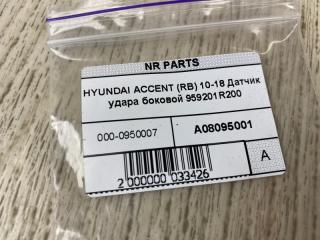 NR PARTS
HYUNDAI ACCENT (RB) 10-18 Датчик
удара боковой 959201R200
000-0950007
A08095001
A
2 000000 033426